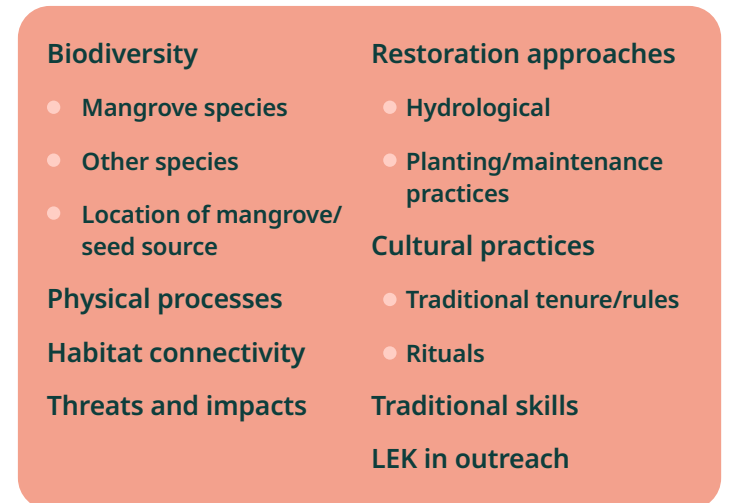 Biodiversity
Mangrove species
Other species
Location of mangrove/
seed source
Physical processes
Habitat connectivity
Threats and impacts
Restoration approaches
Hydrological
Planting/maintenance
practices
Cultural practices
Traditional tenure/rules
Rituals
Traditional skills
LEK in outreach